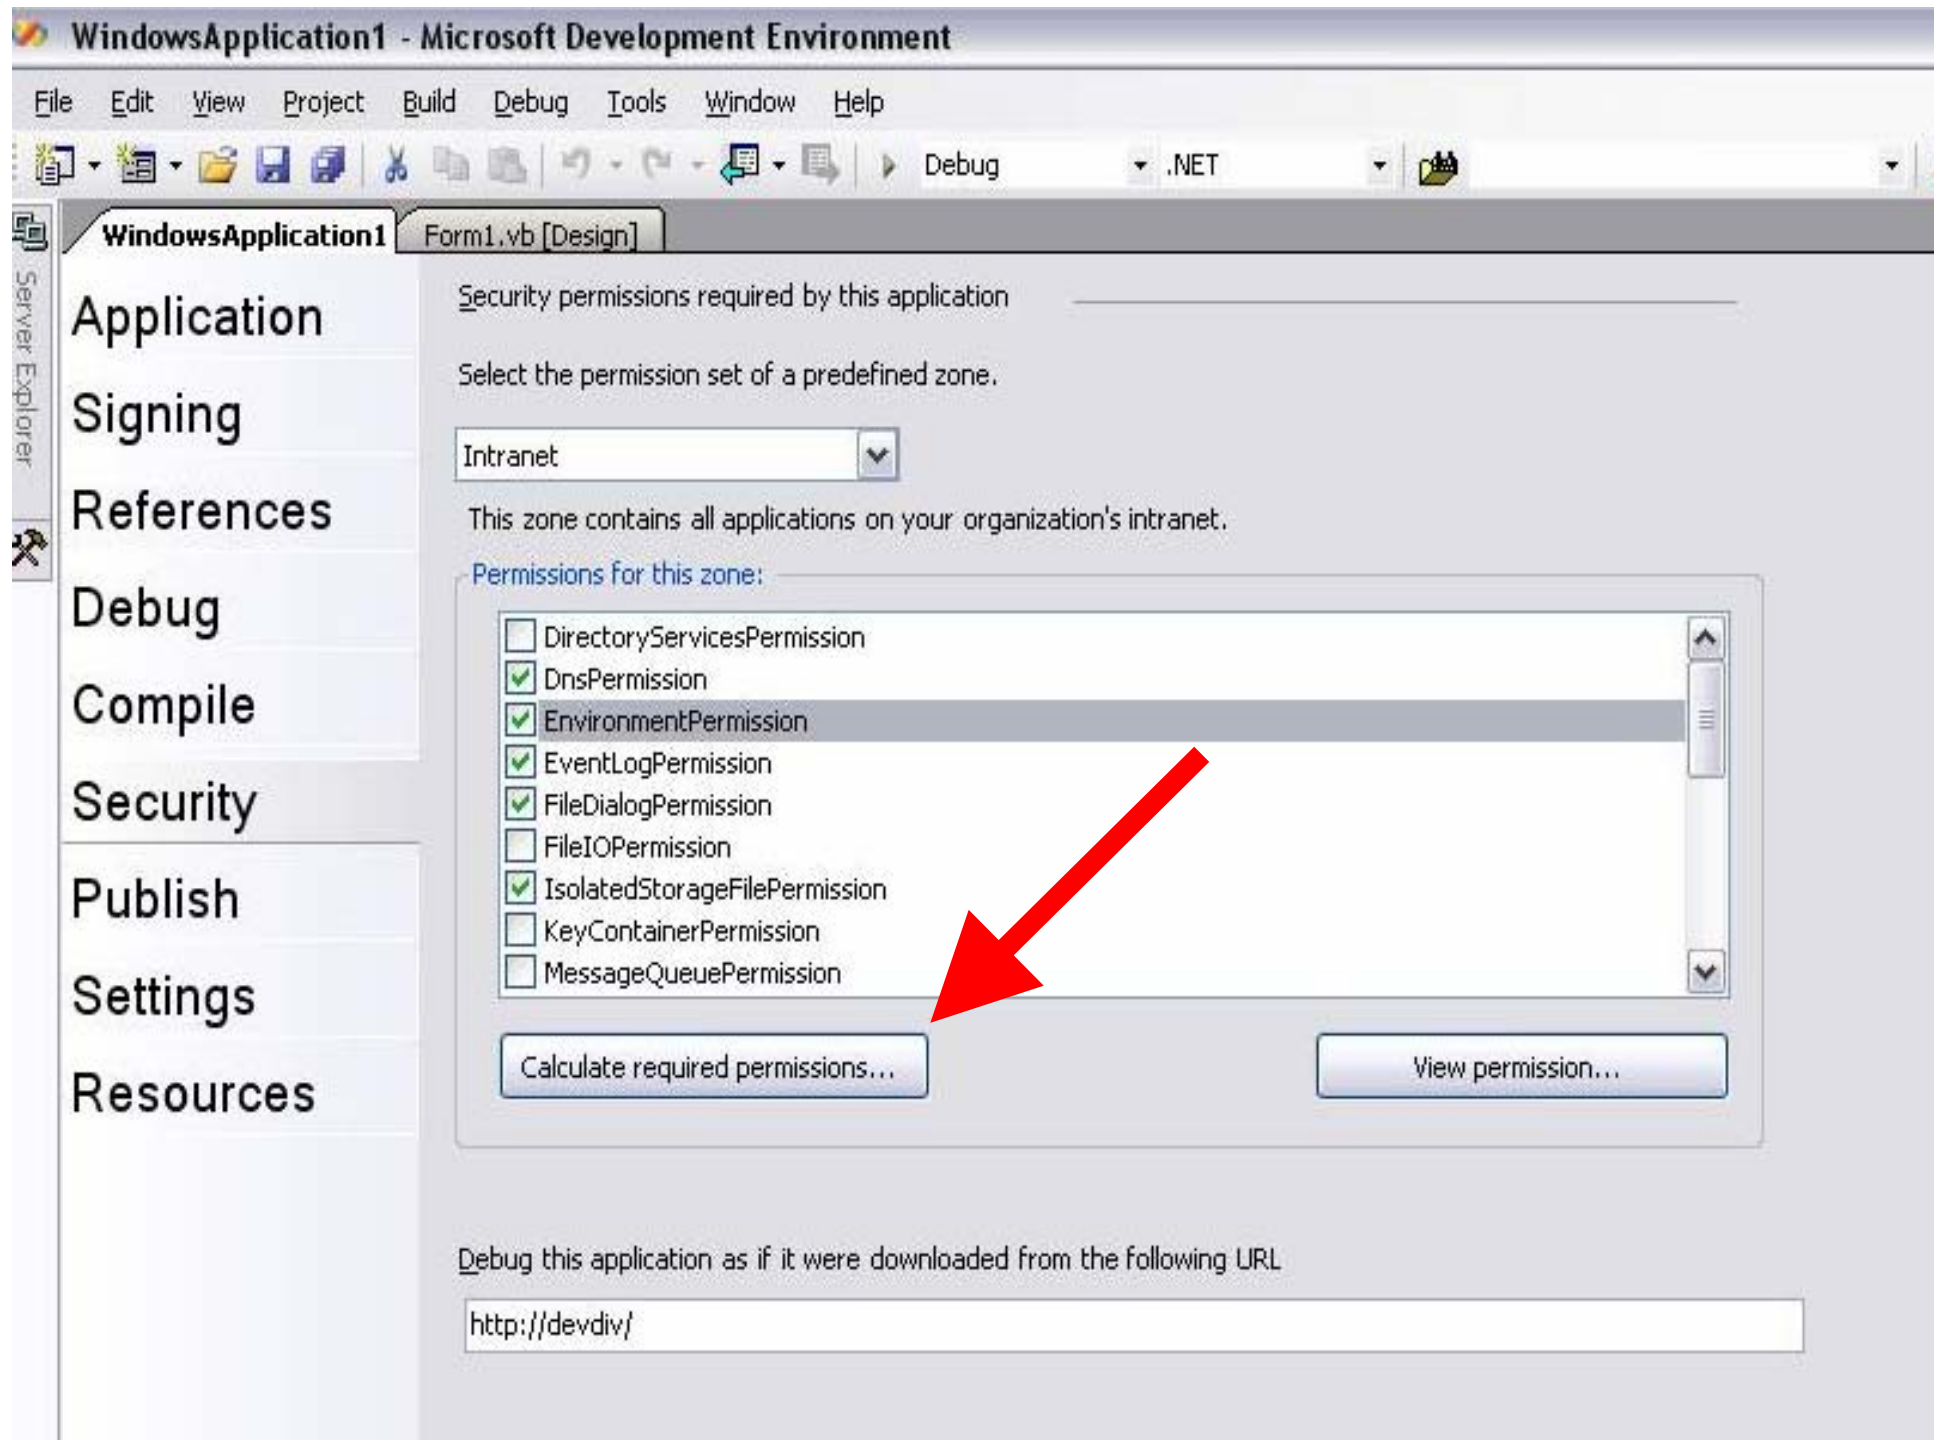 WindowsApplication1 - Microsoft Development Environment
File Edit View Project Build Debug Tools Window Help
Debug .NET
WindowsApplication1 Form1.vb [Design]
Server Explorer
Application
Signing
References
Debug
Compile
Security
Publish
Settings
Resources
Security permissions required by this application
Select the permission set of a predefined zone.
Intranet
This zone contains all applications on your organization's intranet.
Permissions for this zone:
DirectoryServicesPermission
DnsPermission
EnvironmentPermission
EventLogPermission
FileDialogPermission
FileIOPermission
IsolatedStorageFilePermission
KeyContainerPermission
MessageQueuePermission
Calculate required permissions... View permission...
Debug this application as if it were downloaded from the following URL
http://devdiv/